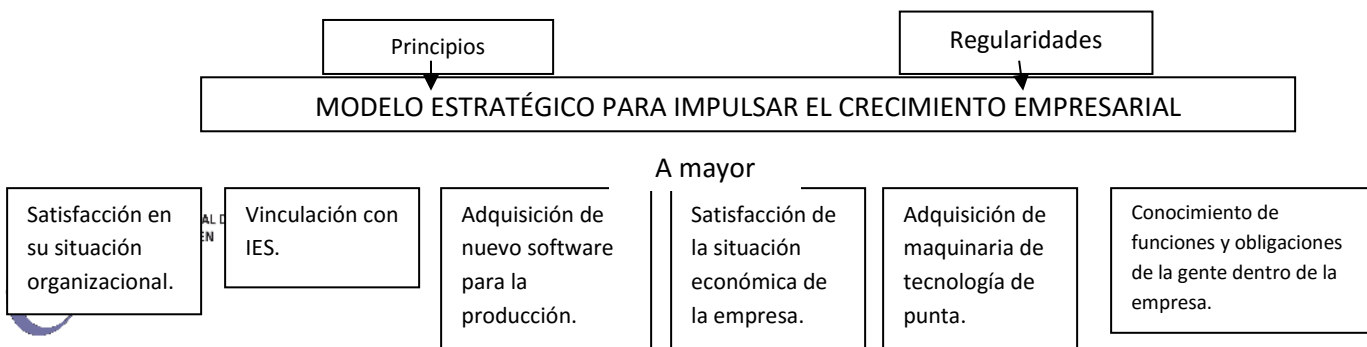 Principios
Regularidades
MODELO ESTRATÉGICO PARA IMPULSAR EL CRECIMIENTO EMPRESARIAL
A mayor
Satisfacción en
su situación
organizacional.
Vinculación con
IES.
Adquisición de
nuevo software
para la
producción.
Satisfacción de
la situación
económica de
la empresa.
Adquisición de
maquinaria de
tecnología de
punta.
Conocimiento de
funciones y obligaciones
de la gente dentro de la
empresa.